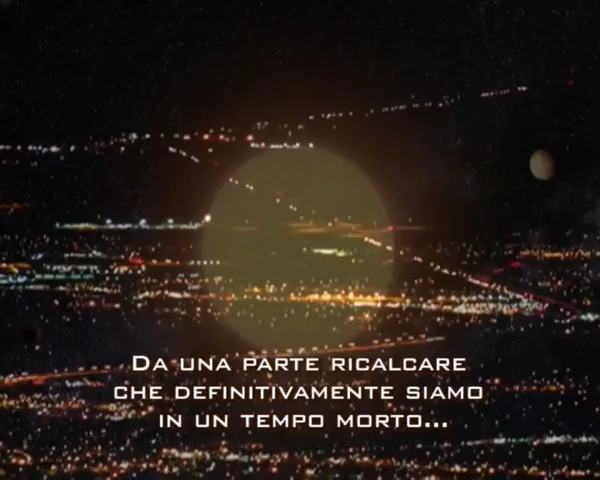 Da una parte ricalcare
che definitivamente siamo
in un tempo morto...